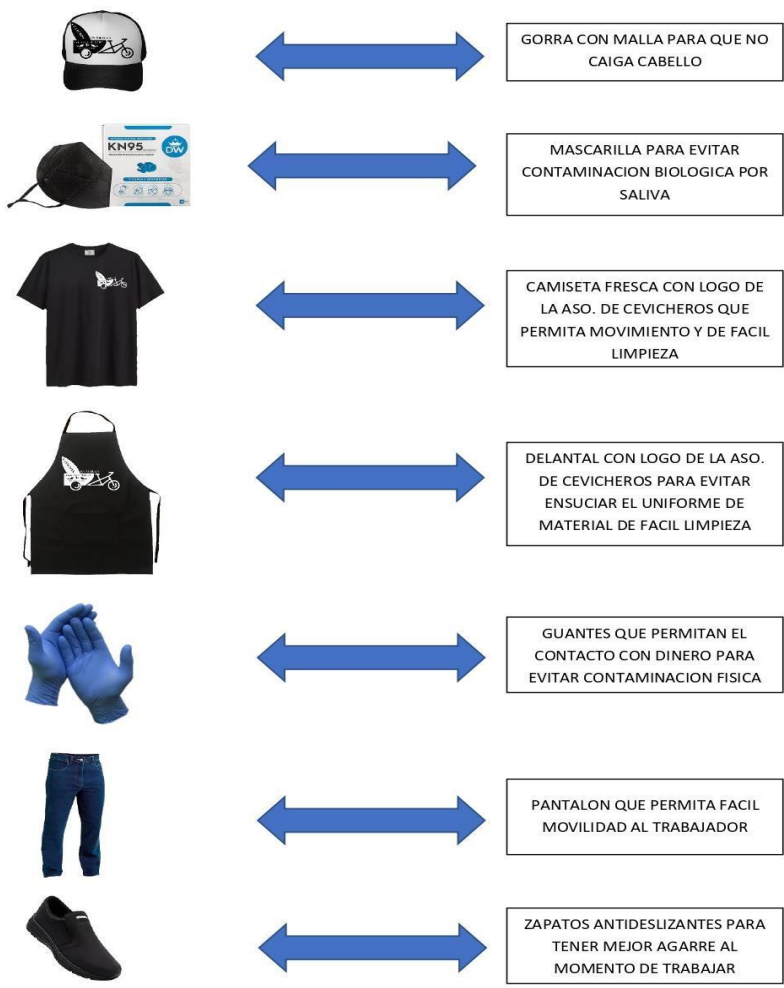 GORRA CON MALLA PARA QUE NO
CAIGA CABELLO
KN95
DW
MASCARILLA PARA EVITAR
CONTAMINACION BIOLOGICA POR
SALIVA
CAMISETA FRESCA CON LOGO DE
LA ASO. DE CEVICHEROS QUE
PERMITA MOVIMIENTO Y DE FACIL
LIMPIEZA
DELANTAL CON LOGO DE LA ASO.
DE CEVICHEROS PARA EVITAR
ENSUCIAR EL UNIFORME DE
MATERIAL DE FACIL LIMPIEZA
GUANTES QUE PERMITAN EL
CONTACTO CON DINERO PARA
EVITAR CONTAMINACION FISICA
PANTALON QUE PERMITA FACIL
MOVILIDAD AL TRABAJADOR
ZAPATOS ANTIDESLIZANTES PARA
TENER MEJOR AGARRE AL
MOMENTO DE TRABAJAR